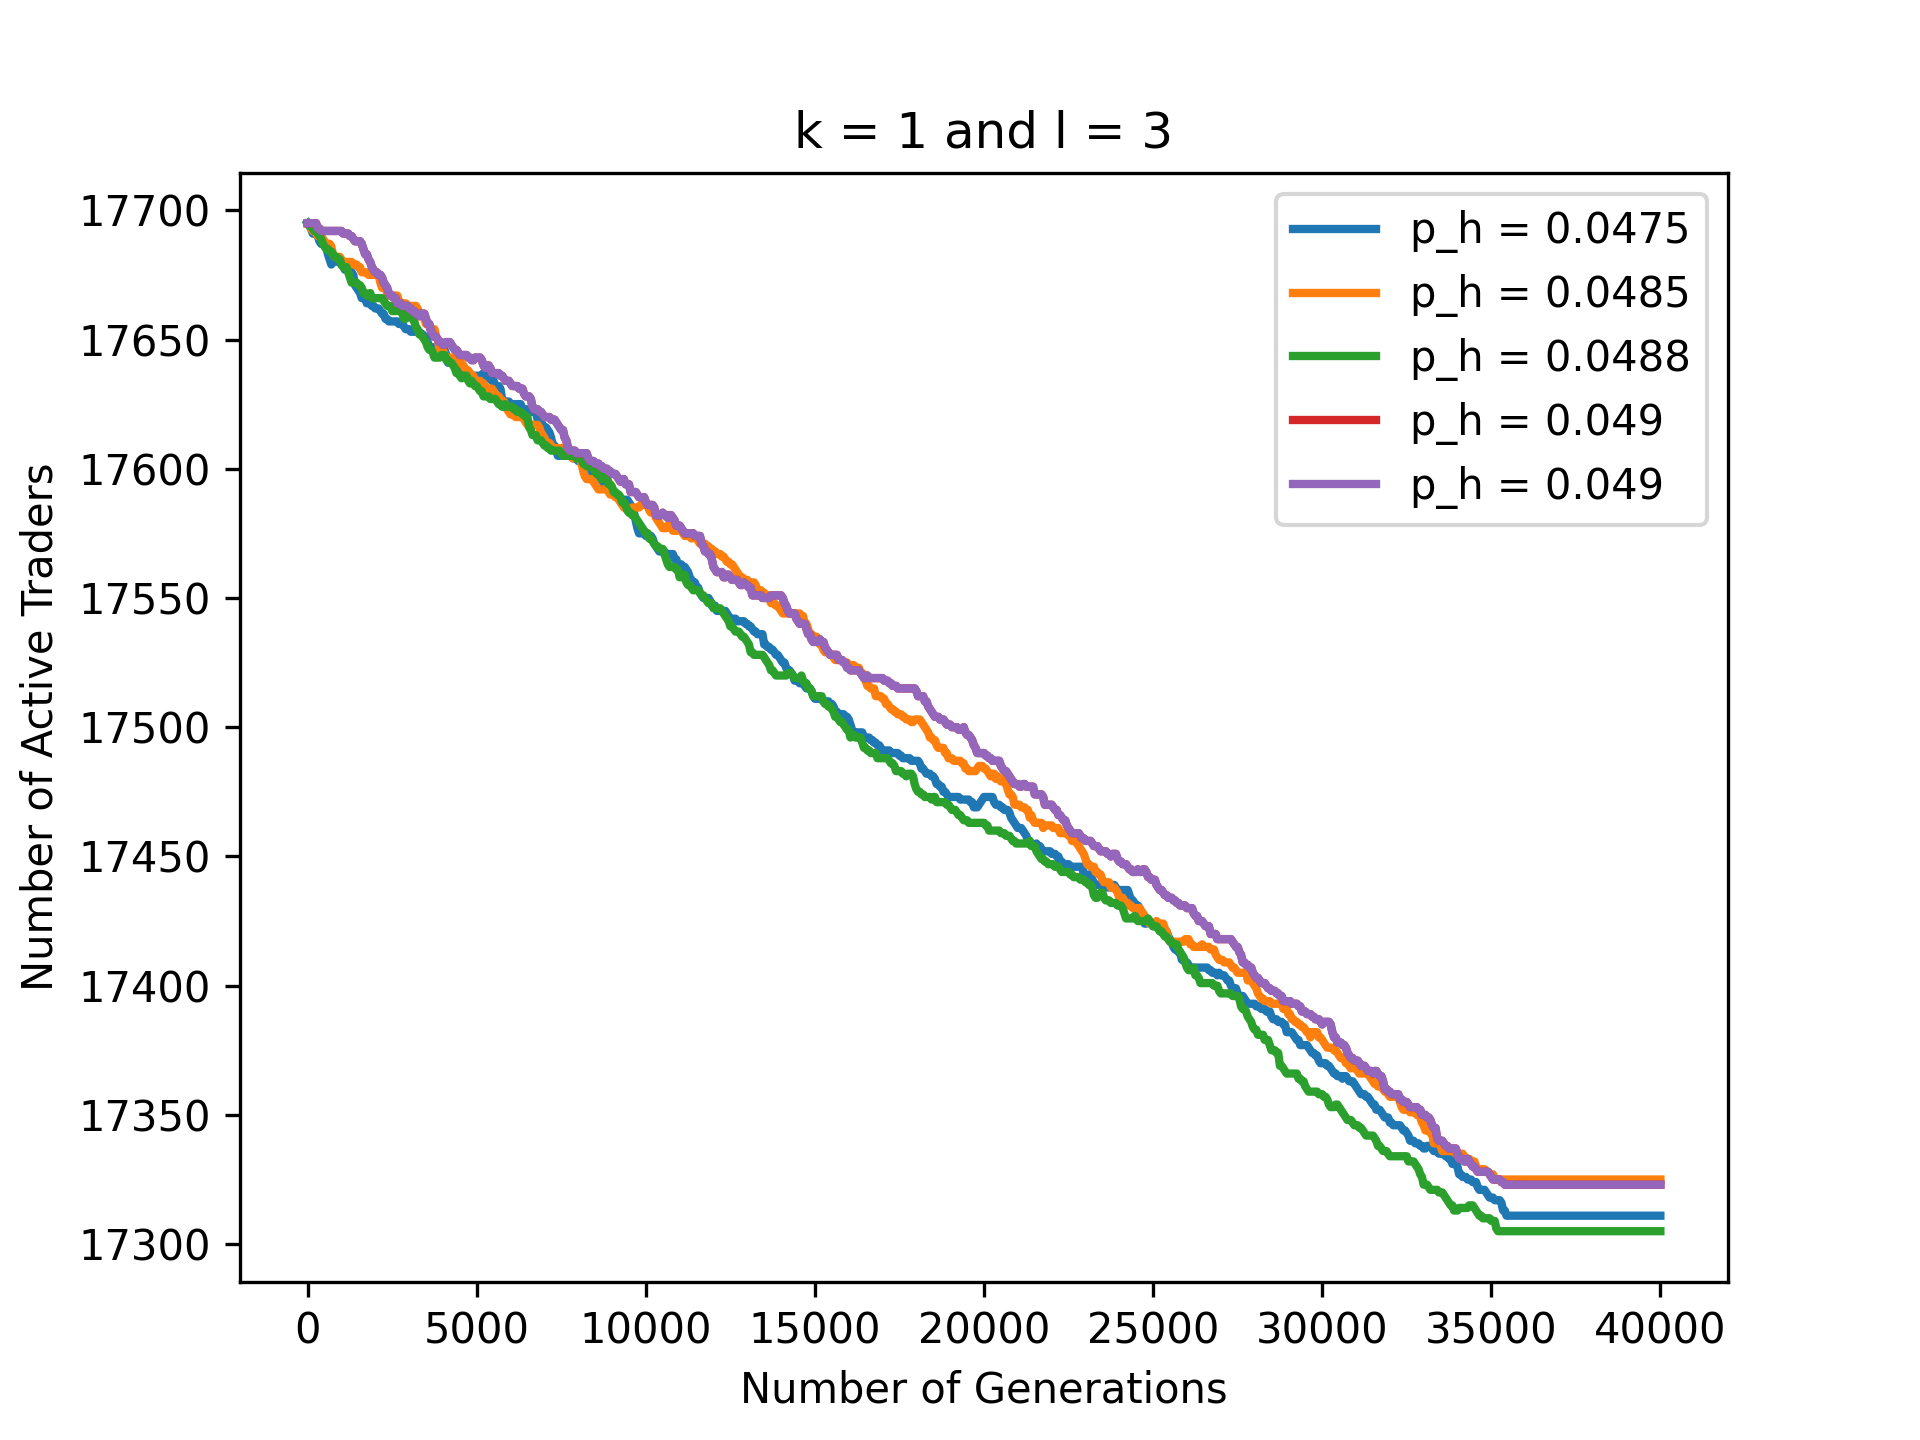 k = 1 and l = 3
17700
17650
17600
17550
17500
17450
17400
17350
17300
Number of Active Traders
p_h = 0.0475
p_h = 0.0485
p_h = 0.0488
p_h = 0.049
p_h = 0.049
0 5000 10000 15000 20000 25000 30000 35000 40000
Number of Generations